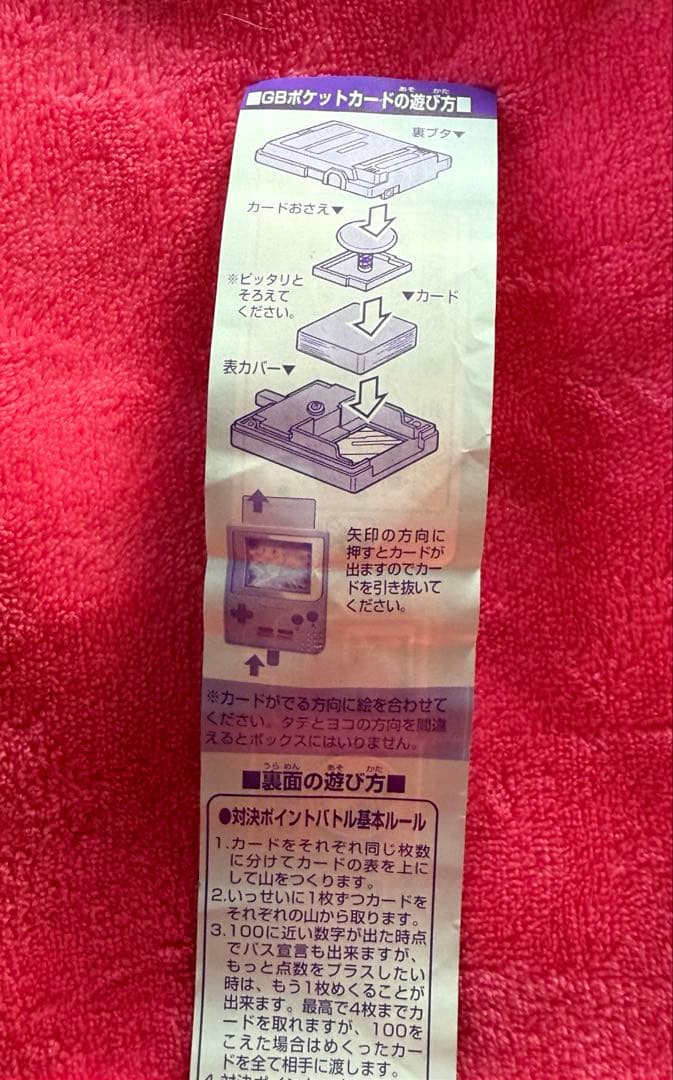 ■GBポケットカードの遊び方■
裏ブタ▼
カードおさえ▼
※ピッタリと
そろえて
ください。
▼カード
表カバー▼
矢印の方向に
押すとカードが
出ますのでカー
ドを引き抜いて
ください。
※カードがでる方向に絵を合わせて
ください。タテとヨコの方向を間違
えるとボックスにはいりません。
■裏面の遊び方■
●対決ポイントバトル基本ルール
1.カードをそれぞれ同じ枚数
に分けてカードの表を上に
して山をつくります。
2.いっせいに1枚ずつカードを
それぞれの山から取ります。
3.100に近い数字が出た時点
でパス宣言も出来ますが、
もっと点数をプラスしたい
時は、もう1枚めくることが
出来ます。最高で4枚までカ
ードを取れますが、100を
こえた場合はめくったカー
ドを全て相手に渡します。
4.対決ポイント